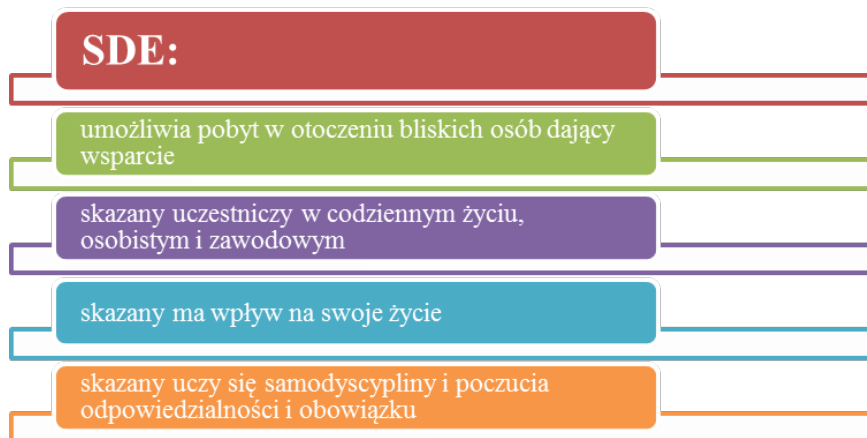 SDE:
umożliwia pobyt w otoczeniu bliskich osób dający
wsparcie
skazany uczestniczy w codziennym życiu,
osobistym i zawodowym
skazany ma wpływ na swoje życie
skazany uczy się samodyscypliny i poczucia
odpowiedzialności i obowiązku